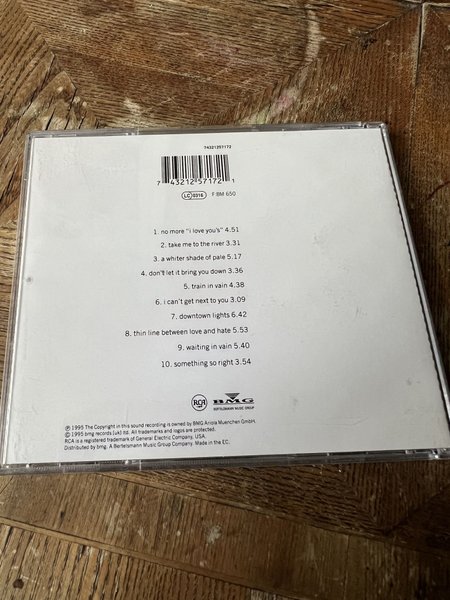 74321257172
7 43212 57172 1
LC 0316 F:BM 650
1. no more "i love you's" 4.51
2. take me to the river 3.31
3. a whiter shade of pale 5.17
4. don't let it bring you down 3.36
5. train in vain 4.38
6. i can't get next to you 3.09
7. downtown lights 6.42
8. thin line between love and hate 5.53
9. waiting in vain 5.40
10. something so right 3.54
RCA BMG
BERTELSMANN MUSIC GROUP
℗ 1995 The Copyright in this sound recording is owned by BMG Ariola Muenchen GmbH.
© 1995 bmg records (uk) ltd. All trademarks and logos are protected.
RCA is a registered trademark of General Electric Company, USA.
Distributed by bmg. A Bertelsmann Music Group Company. Made in the EC.